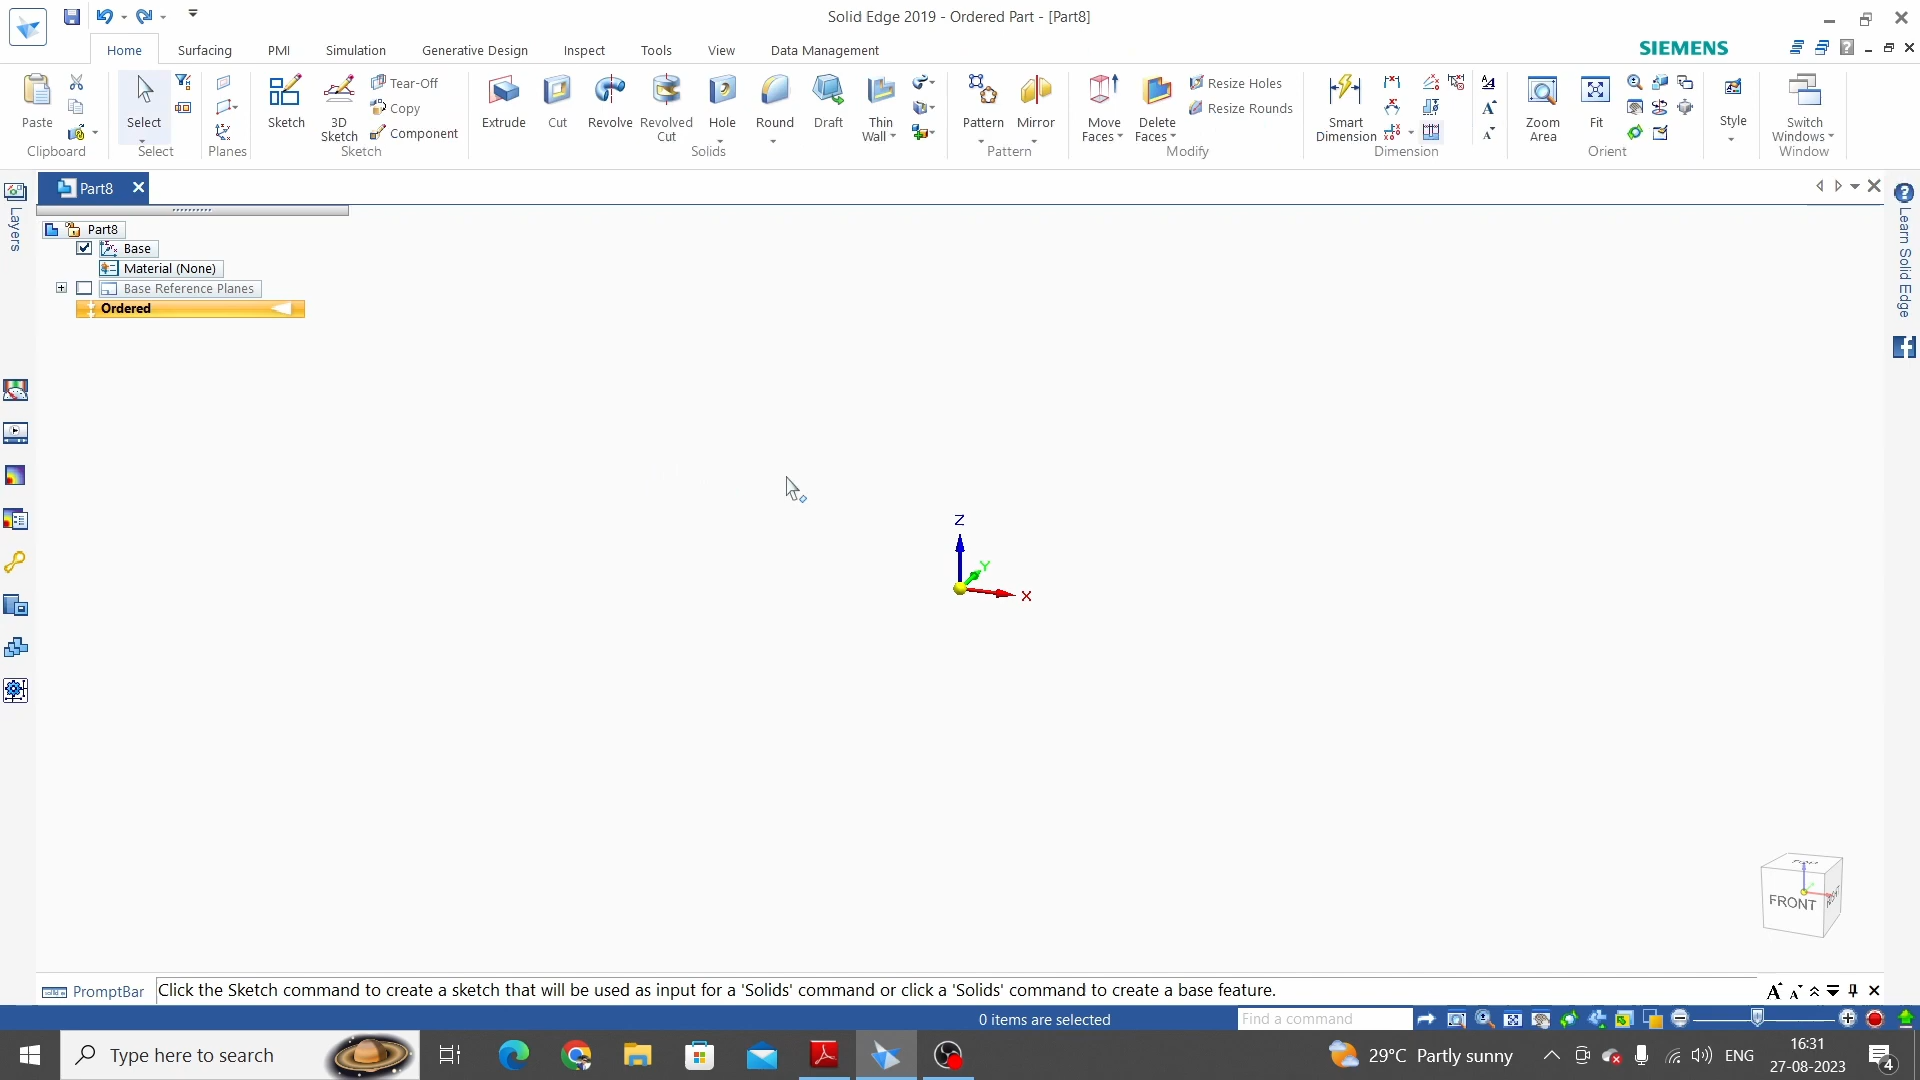 Solid Edge 2019 - Ordered Part - [Part8]
Home Surfacing PMI Simulation Generative Design Inspect Tools View Data Management
SIEMENS
Paste
Clipboard
Select
Select
Planes
Sketch
3D Sketch
Tear-Off
Copy
Component
Sketch
Extrude
Cut
Revolve
Revolved Cut
Hole
Round
Draft
Thin Wall
Solids
Pattern
Mirror
Pattern
Move Faces
Delete Faces
Resize Holes
Resize Rounds
Modify
Smart Dimension
Dimension
Zoom Area
Fit
Orient
Style
Switch Windows
Window
Part8
Layers
Learn Solid Edge
Part8
Base
Material (None)
Base Reference Planes
Ordered
Z
Y
X
FRONT
PromptBar
Click the Sketch command to create a sketch that will be used as input for a 'Solids' command or click a 'Solids' command to create a base feature.
0 items are selected
Find a command
Type here to search
29°C Partly sunny
ENG
16:31
27-08-2023
4